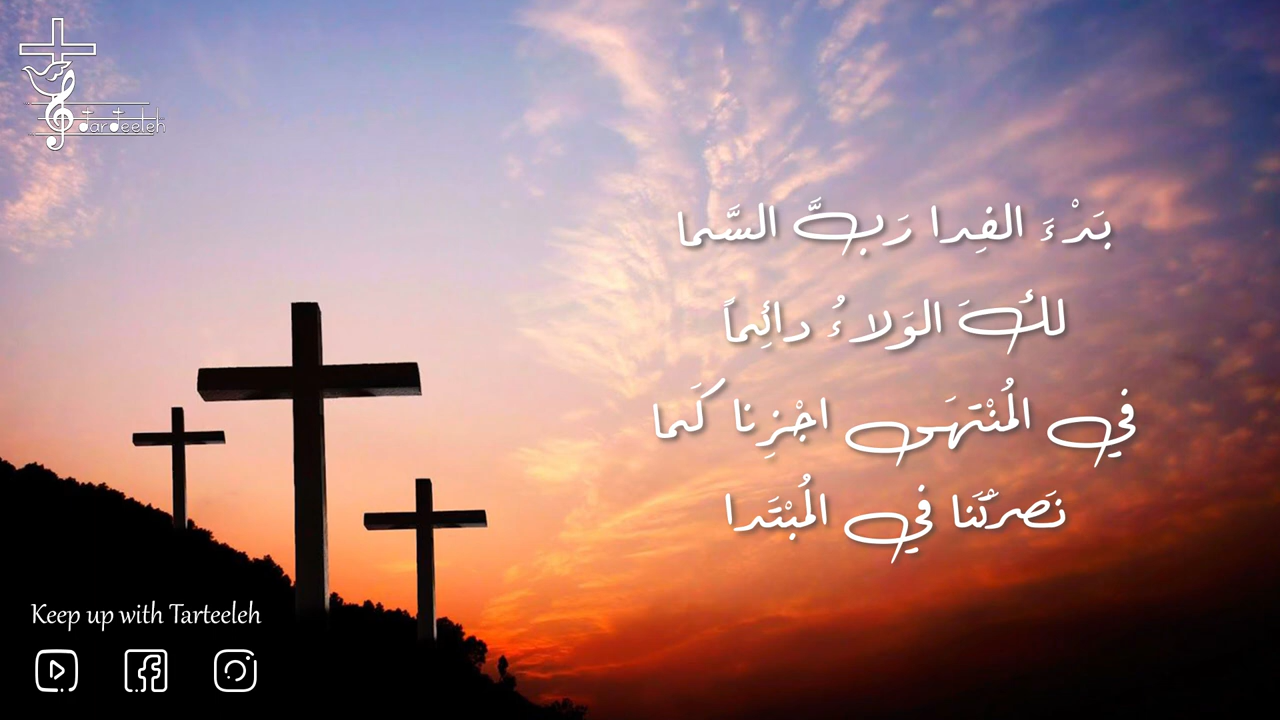 Tarteeleh
بَدْءَ الفِدا رَبَّ السَّما
لكَ الوَلاءُ دائِماً
في المُنْتهَى اجْزِنا كَما
نَصرْتَنا في المُبْتَدا
Keep up with Tarteeleh